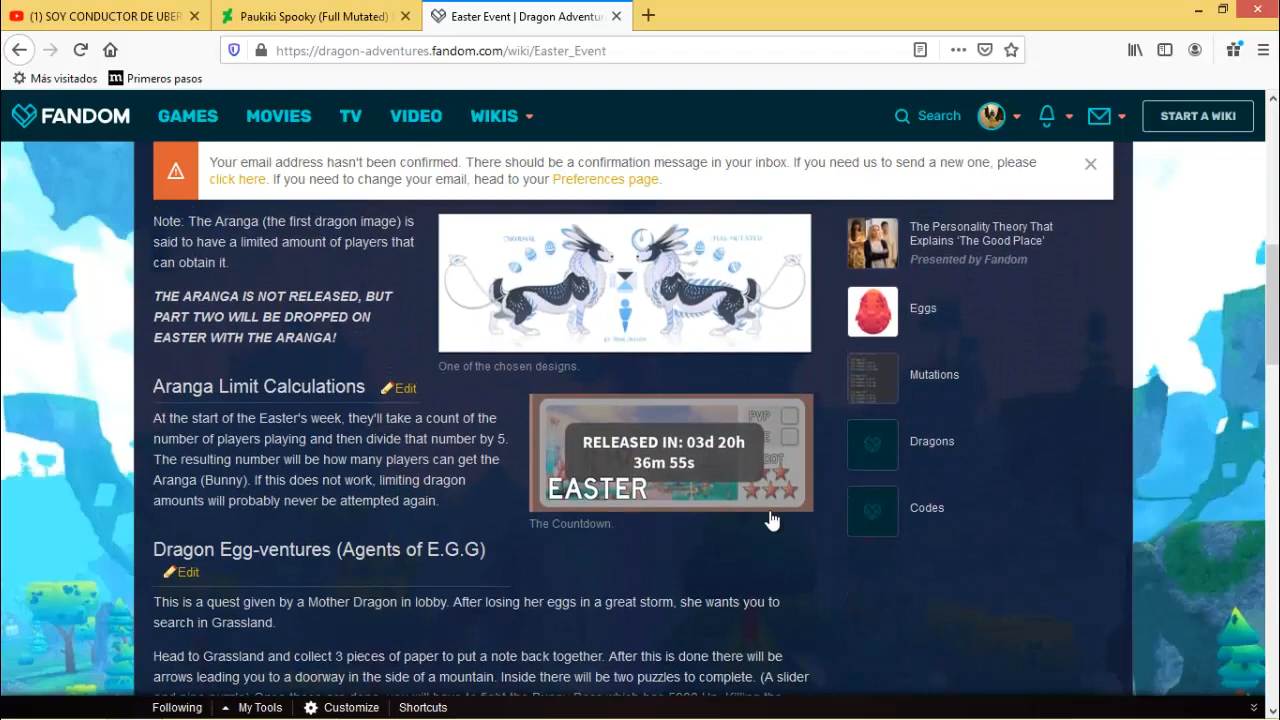 (1) SOY CONDUCTOR DE UBER
Paukiki Spooky (Full Mutated)
Easter Event | Dragon Adventu
https://dragon-adventures.fandom.com/wiki/Easter_Event
Más visitados
Primeros pasos
FANDOM
GAMES
MOVIES
TV
VIDEO
WIKIS
Search
START A WIKI
Your email address hasn't been confirmed. There should be a confirmation message in your inbox. If you need us to send a new one, please
click here. If you need to change your email, head to your Preferences page.
Note: The Aranga (the first dragon image) is
said to have a limited amount of players that
can obtain it.
THE ARANGA IS NOT RELEASED, BUT
PART TWO WILL BE DROPPED ON
EASTER WITH THE ARANGA!
One of the chosen designs.
Aranga Limit Calculations
Edit
At the start of the Easter's week, they'll take a count of the
number of players playing and then divide that number by 5.
The resulting number will be how many players can get the
Aranga (Bunny). If this does not work, limiting dragon
amounts will probably never be attempted again.
PVP
RELEASED IN: 03d 20h
36m 55s
EASTER
The Countdown.
Dragon Egg-ventures (Agents of E.G.G)
Edit
This is a quest given by a Mother Dragon in lobby. After losing her eggs in a great storm, she wants you to
search in Grassland.
Head to Grassland and collect 3 pieces of paper to put a note back together. After this is done there will be
arrows leading you to a doorway in the side of a mountain. Inside there will be two puzzles to complete. (A slider
The Personality Theory That
Explains 'The Good Place'
Presented by Fandom
Eggs
Mutations
Dragons
Codes
Following
My Tools
Customize
Shortcuts